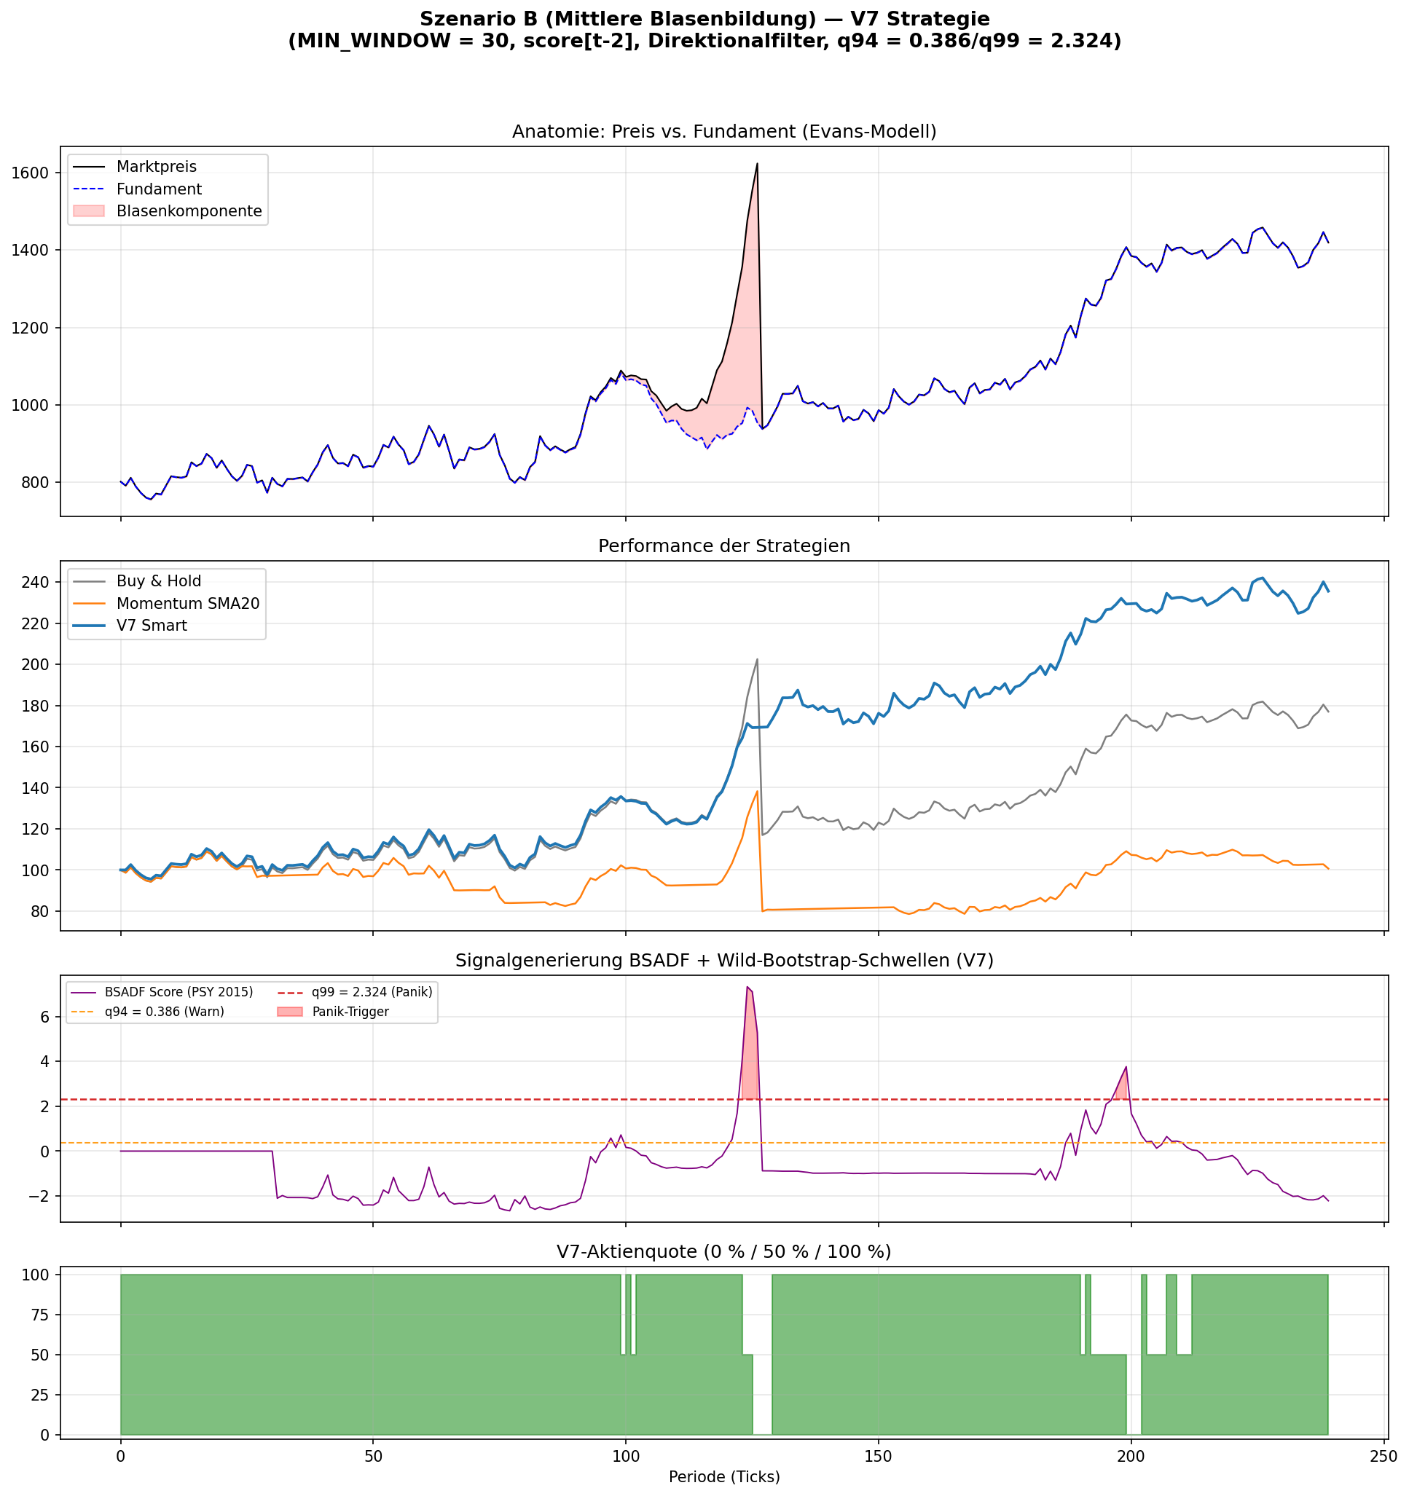 Szenario B (Mittlere Blasenbildung) — V7 Strategie
(MIN_WINDOW = 30, score[t-2], Direktionalfilter, q94 = 0.386/q99 = 2.324)
Anatomie: Preis vs. Fundament (Evans-Modell)
Marktpreis
Fundament
Blasenkomponente
1600
1400
1200
1000
800
Performance der Strategien
Buy & Hold
Momentum SMA20
V7 Smart
240
220
200
180
160
140
120
100
80
Signalgenerierung BSADF + Wild-Bootstrap-Schwellen (V7)
BSADF Score (PSY 2015)
q94 = 0.386 (Warn)
q99 = 2.324 (Panik)
Panik-Trigger
6
4
2
0
−2
V7-Aktienquote (0 % / 50 % / 100 %)
100
75
50
25
0
0 50 100 150 200 250
Periode (Ticks)